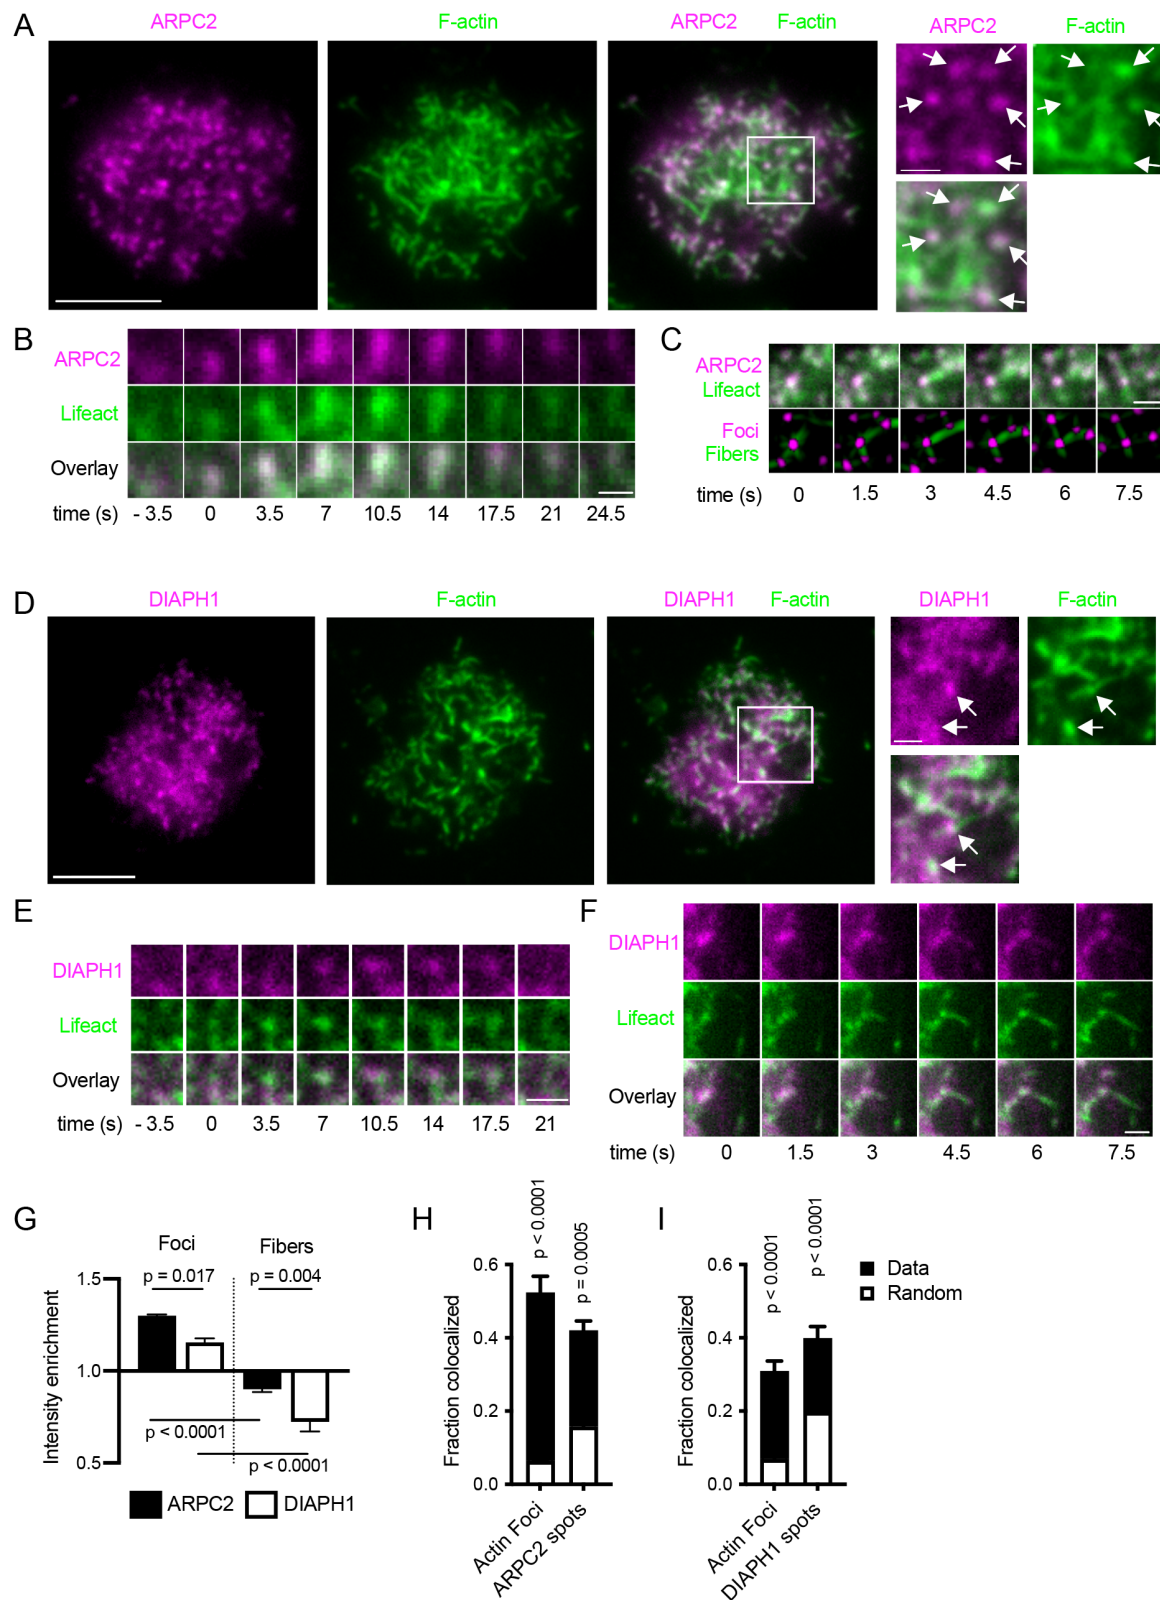 A
ARPC2
F-actin
ARPC2 F-actin
ARPC2 F-actin
B
ARPC2
Lifeact
Overlay
time (s) - 3.5 0 3.5 7 10.5 14 17.5 21 24.5
C
ARPC2
Lifeact
Foci
Fibers
time (s) 0 1.5 3 4.5 6 7.5
D
DIAPH1
F-actin
DIAPH1 F-actin
DIAPH1 F-actin
E
DIAPH1
Lifeact
Overlay
time (s) - 3.5 0 3.5 7 10.5 14 17.5 21
F
DIAPH1
Lifeact
Overlay
time (s) 0 1.5 3 4.5 6 7.5
G
Foci Fibers
p = 0.017 p = 0.004
1.5
1.0
0.5
Intensity enrichment
p < 0.0001
p < 0.0001
ARPC2 DIAPH1
H
p < 0.0001
p = 0.0005
0.6
0.4
0.2
0.0
Fraction colocalized
Actin Foci
ARPC2 spots
I
p < 0.0001
p < 0.0001
0.6
0.4
0.2
0.0
Fraction colocalized
Actin Foci
DIAPH1 spots
Data
Random